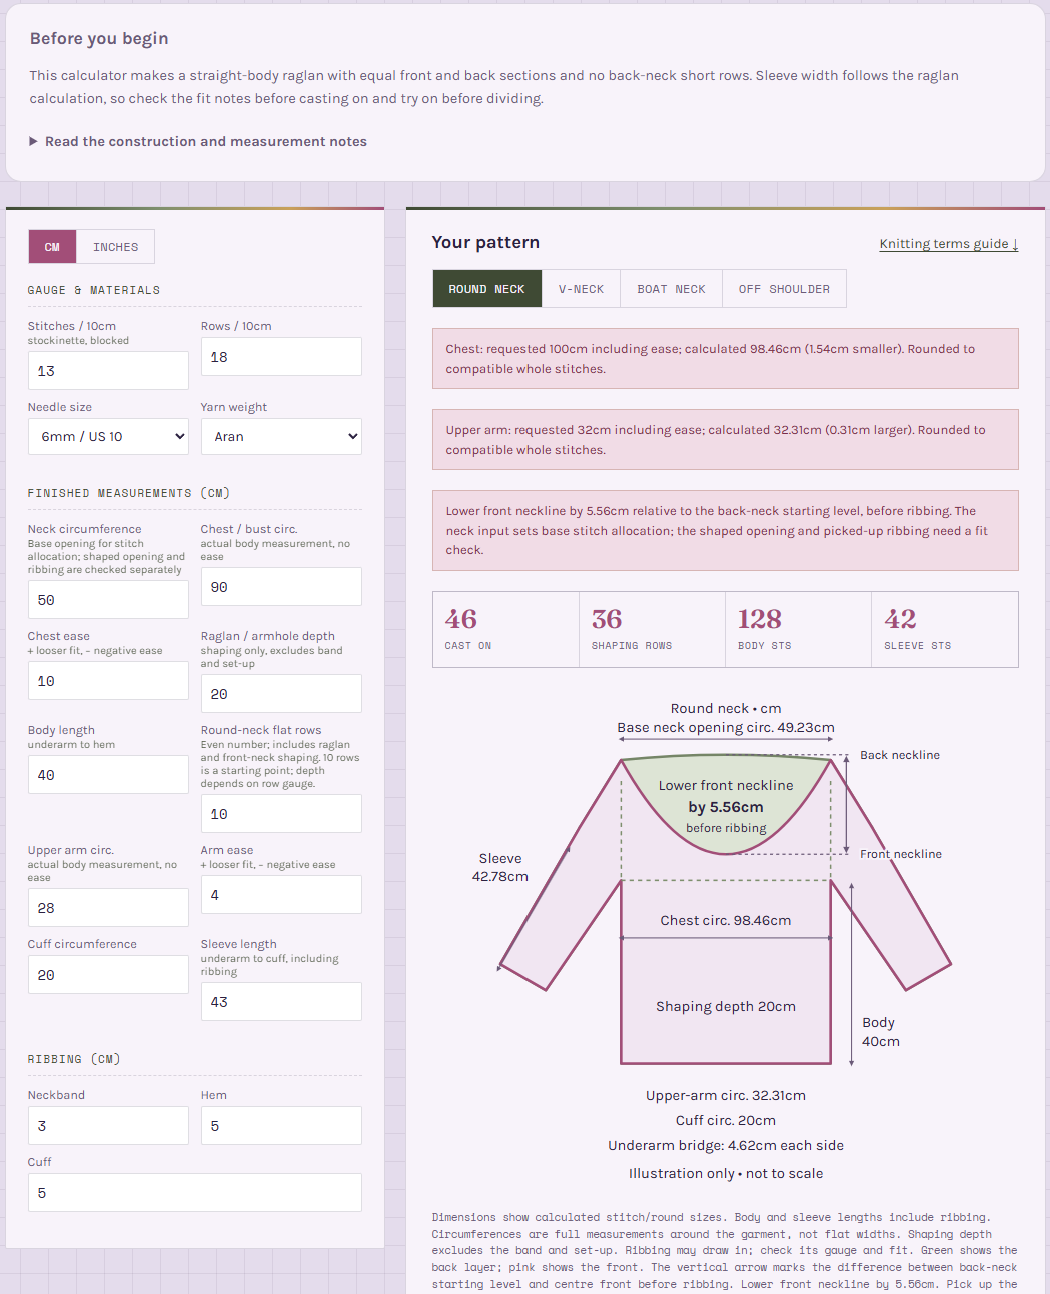 Before you begin
This calculator makes a straight-body raglan with equal front and back sections and no back-neck short rows. Sleeve width follows the raglan
calculation, so check the fit notes before casting on and try on before dividing.
Read the construction and measurement notes
CM
INCHES
GAUGE & MATERIALS
Stitches / 10cm
stockinette, blocked
13
Rows / 10cm
18
Needle size
6mm / US 10
Yarn weight
Aran
FINISHED MEASUREMENTS (CM)
Neck circumference
Base opening for stitch
allocation; shaped opening and
ribbing are checked separately
50
Chest / bust circ.
actual body measurement, no
ease
90
Chest ease
+ looser fit, – negative ease
10
Raglan / armhole depth
shaping only, excludes band
and set-up
20
Body length
underarm to hem
40
Round-neck flat rows
Even number; includes raglan
and front-neck shaping. 10 rows
is a starting point; depth
depends on row gauge.
10
Upper arm circ.
actual body measurement, no
ease
28
Arm ease
+ looser fit, – negative ease
4
Cuff circumference
20
Sleeve length
underarm to cuff, including
ribbing
43
RIBBING (CM)
Neckband
3
Hem
5
Cuff
5
Your pattern
Knitting terms guide ↓
ROUND NECK
V-NECK
BOAT NECK
OFF SHOULDER
Chest: requested 100cm including ease; calculated 98.46cm (1.54cm smaller). Rounded to
compatible whole stitches.
Upper arm: requested 32cm including ease; calculated 32.31cm (0.31cm larger). Rounded to
compatible whole stitches.
Lower front neckline by 5.56cm relative to the back-neck starting level, before ribbing. The
neck input sets base stitch allocation; the shaped opening and picked-up ribbing need a fit
check.
46
CAST ON
36
SHAPING ROWS
128
BODY STS
42
SLEEVE STS
Round neck • cm
Base neck opening circ. 49.23cm
Back neckline
Lower front neckline
by 5.56cm
before ribbing
Front neckline
Sleeve
42.78cm
Chest circ. 98.46cm
Shaping depth 20cm
Body
40cm
Upper-arm circ. 32.31cm
Cuff circ. 20cm
Underarm bridge: 4.62cm each side
Illustration only • not to scale
Dimensions show calculated stitch/round sizes. Body and sleeve lengths include ribbing.
Circumferences are full measurements around the garment, not flat widths. Shaping depth
excludes the band and set-up. Ribbing may draw in; check its gauge and fit. Green shows the
back layer; pink shows the front. The vertical arrow marks the difference between back-neck
starting level and centre front before ribbing. Lower front neckline by 5.56cm. Pick up the